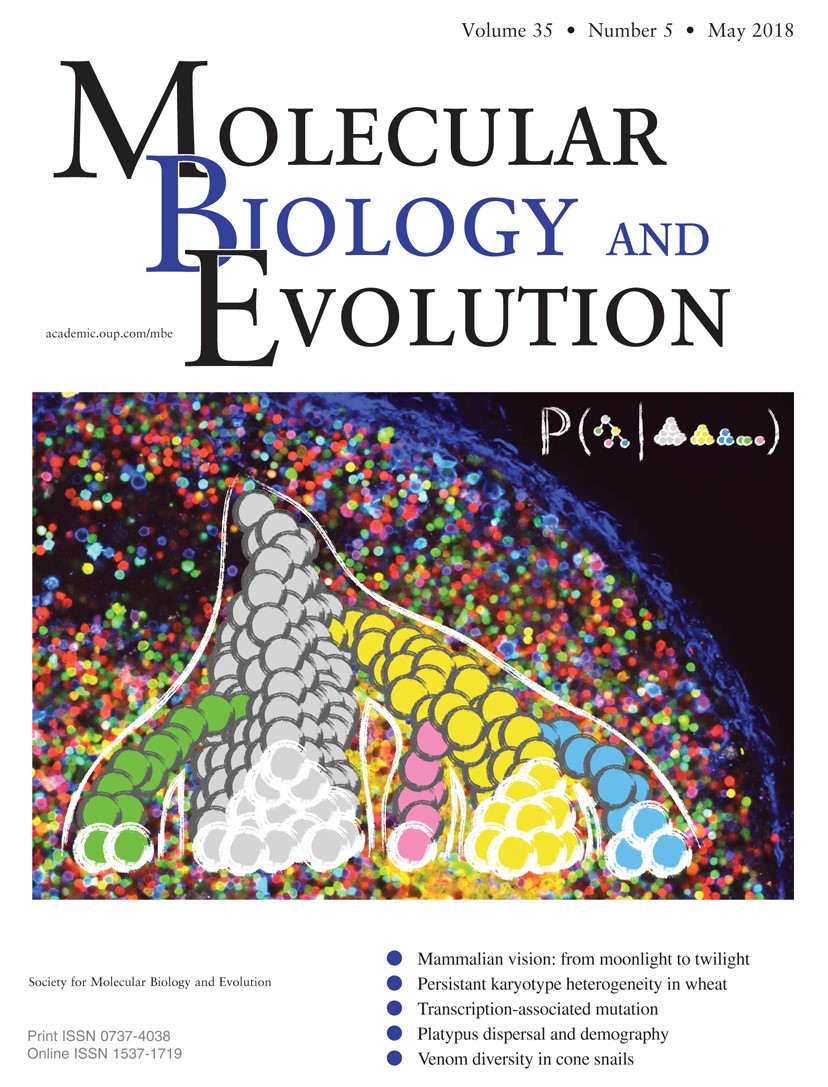 Volume 35 • Number 5 • May 2018
MOLECULAR
BIOLOGY AND
EVOLUTION
academic.oup.com/mbe
P( | )
Society for Molecular Biology and Evolution
Print ISSN 0737-4038
Online ISSN 1537-1719
● Mammalian vision: from moonlight to twilight
● Persistant karyotype heterogeneity in wheat
● Transcription-associated mutation
● Platypus dispersal and demography
● Venom diversity in cone snails